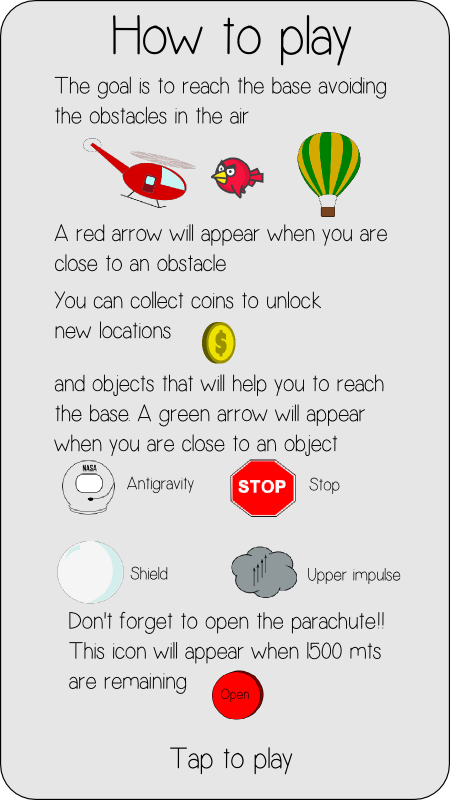 How to play
The goal is to reach the base avoiding
the obstacles in the air
A red arrow will appear when you are
close to an obstacle
You can collect coins to unlock
new locations
$
and objects that will help you to reach
the base. A green arrow will appear
when you are close to an object
NASA
Antigravity
STOP
Stop
Shield
Upper impulse
Don't forget to open the parachute!!
This icon will appear when 1500 mts
are remaining
Open
Tap to play